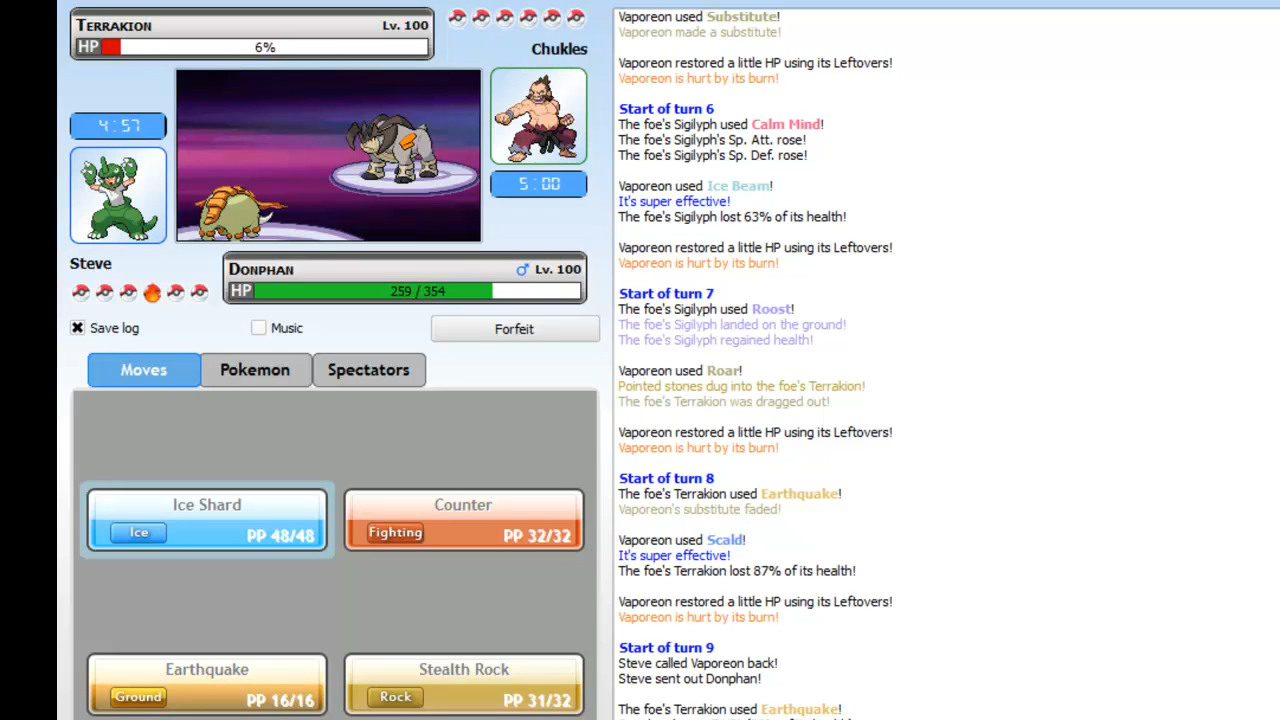 TERRAKION Lv. 100
HP 6%
Chukles
4:57
5:00
Steve
DONPHAN ♂ Lv. 100
HP 259 / 354
Save log
Music
Forfeit
Moves
Pokemon
Spectators
Ice Shard
Ice PP 48/48
Counter
Fighting PP 32/32
Earthquake
Ground PP 16/16
Stealth Rock
Rock PP 31/32
Vaporeon used Substitute!
Vaporeon made a substitute!
Vaporeon restored a little HP using its Leftovers!
Vaporeon is hurt by its burn!
Start of turn 6
The foe's Sigilyph used Calm Mind!
The foe's Sigilyph's Sp. Att. rose!
The foe's Sigilyph's Sp. Def. rose!
Vaporeon used Ice Beam!
It's super effective!
The foe's Sigilyph lost 63% of its health!
Vaporeon restored a little HP using its Leftovers!
Vaporeon is hurt by its burn!
Start of turn 7
The foe's Sigilyph used Roost!
The foe's Sigilyph landed on the ground!
The foe's Sigilyph regained health!
Vaporeon used Roar!
Pointed stones dug into the foe's Terrakion!
The foe's Terrakion was dragged out!
Vaporeon restored a little HP using its Leftovers!
Vaporeon is hurt by its burn!
Start of turn 8
The foe's Terrakion used Earthquake!
Vaporeon's substitute faded!
Vaporeon used Scald!
It's super effective!
The foe's Terrakion lost 87% of its health!
Vaporeon restored a little HP using its Leftovers!
Vaporeon is hurt by its burn!
Start of turn 9
Steve called Vaporeon back!
Steve sent out Donphan!
The foe's Terrakion used Earthquake!